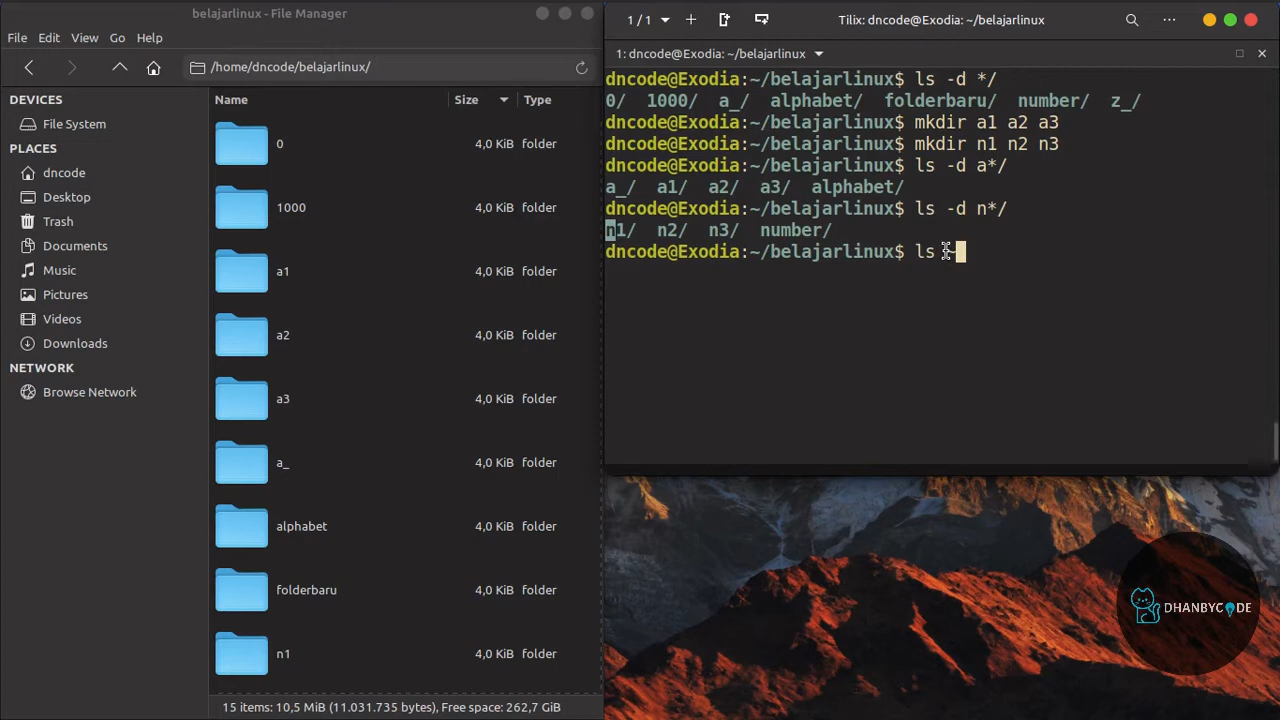 belajarlinux - File Manager
File Edit View Go Help
/home/dncode/belajarlinux/
DEVICES
File System
PLACES
dncode
Desktop
Trash
Documents
Music
Pictures
Videos
Downloads
NETWORK
Browse Network
Name Size Type
0 4,0 KiB folder
1000 4,0 KiB folder
a1 4,0 KiB folder
a2 4,0 KiB folder
a3 4,0 KiB folder
a_ 4,0 KiB folder
alphabet 4,0 KiB folder
folderbaru 4,0 KiB folder
n1 4,0 KiB folder
15 items: 10,5 MiB (11.031.735 bytes), Free space: 262,7 GiB
1 / 1 Tilix: dncode@Exodia: ~/belajarlinux
1: dncode@Exodia: ~/belajarlinux
dncode@Exodia:~/belajarlinux$ ls -d */
0/ 1000/ a_/ alphabet/ folderbaru/ number/ z_/
dncode@Exodia:~/belajarlinux$ mkdir a1 a2 a3
dncode@Exodia:~/belajarlinux$ mkdir n1 n2 n3
dncode@Exodia:~/belajarlinux$ ls -d a*/
a_/ a1/ a2/ a3/ alphabet/
dncode@Exodia:~/belajarlinux$ ls -d n*/
n1/ n2/ n3/ number/
dncode@Exodia:~/belajarlinux$ ls
DHANBYCODE